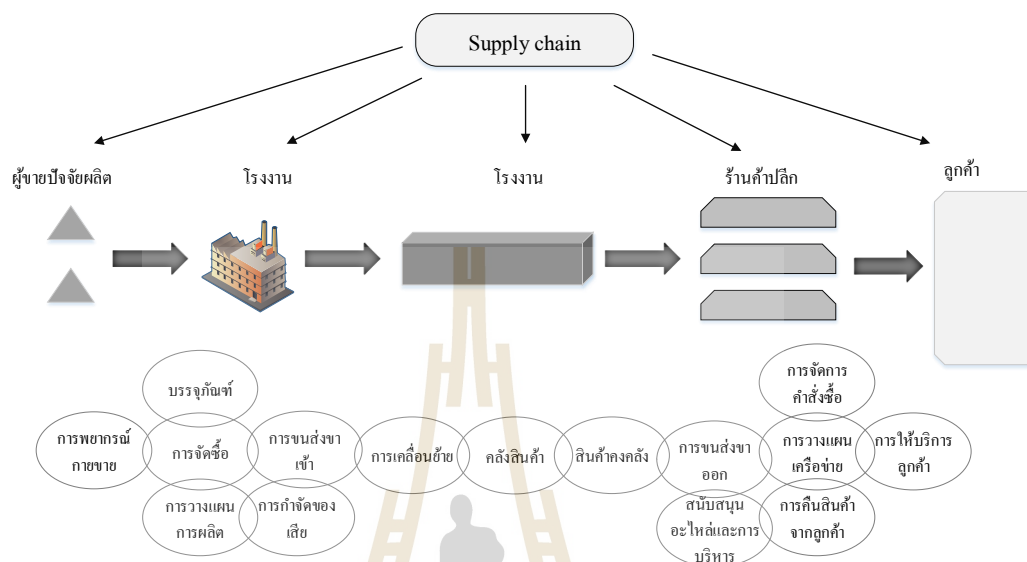 Supply chain
ผู้ขายปัจจัยผลิต
โรงงาน
โรงงาน
ร้านค้าปลีก
ลูกค้า
บรรจุภัณฑ์
การจัดการ
คำสั่งซื้อ
การพยากรณ์
กายขาย
การจัดซื้อ
การขนส่งขา
เข้า
การเคลื่อนย้าย
คลังสินค้า
สินค้าคงคลัง
การขนส่งขา
ออก
การวางแผน
เครือข่าย
การให้บริการ
ลูกค้า
การวางแผน
การผลิต
การกำจัดของ
เสีย
สนับสนุน
อะไหล่และการ
บริหาร
การคืนสินค้า
จากลูกค้า